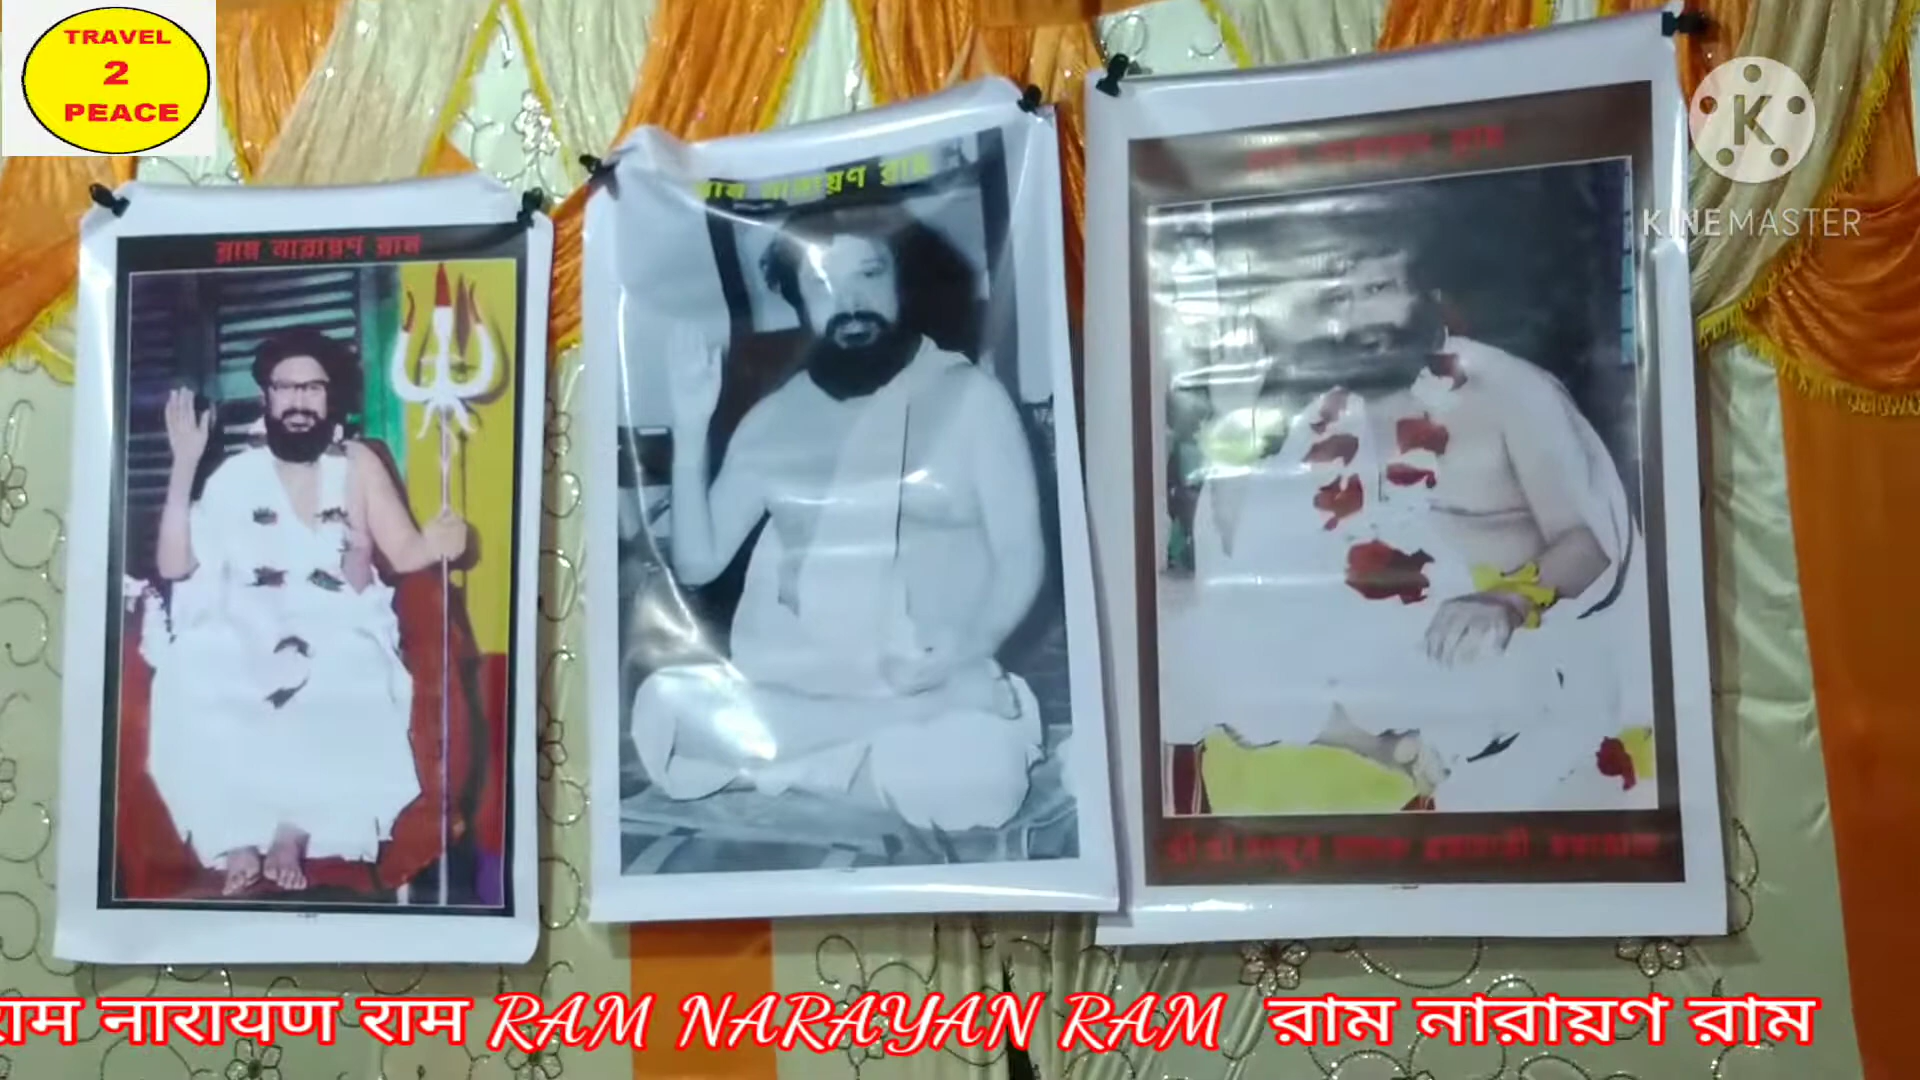 TRAVEL
2
PEACE
K
KINEMASTER
রাম নারায়ণ রাম
রাম নারায়ণ রাম
রাম নারায়ণ রাম
শ্রী শ্রী
রাম নারায়ণ রাম RAM NARAYAN RAM রাম নারায়ণ রাম